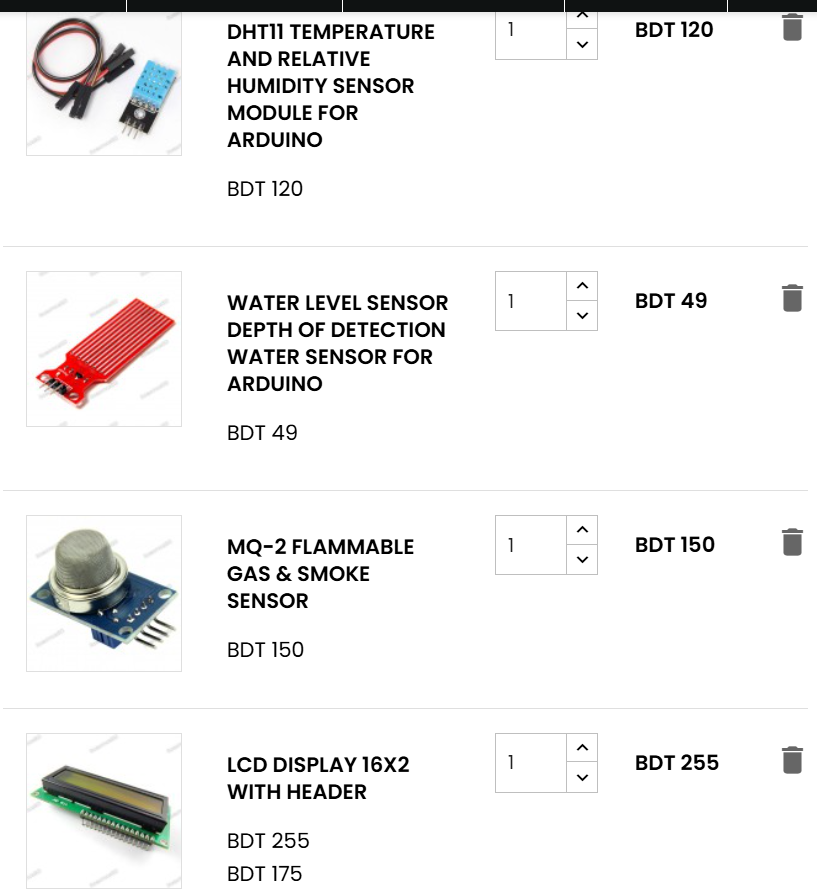 DHT11 TEMPERATURE
AND RELATIVE
HUMIDITY SENSOR
MODULE FOR
ARDUINO
1
BDT 120
BDT 120
WATER LEVEL SENSOR
DEPTH OF DETECTION
WATER SENSOR FOR
ARDUINO
1
BDT 49
BDT 49
MQ-2 FLAMMABLE
GAS & SMOKE
SENSOR
1
BDT 150
BDT 150
LCD DISPLAY 16X2
WITH HEADER
1
BDT 255
BDT 255
BDT 175